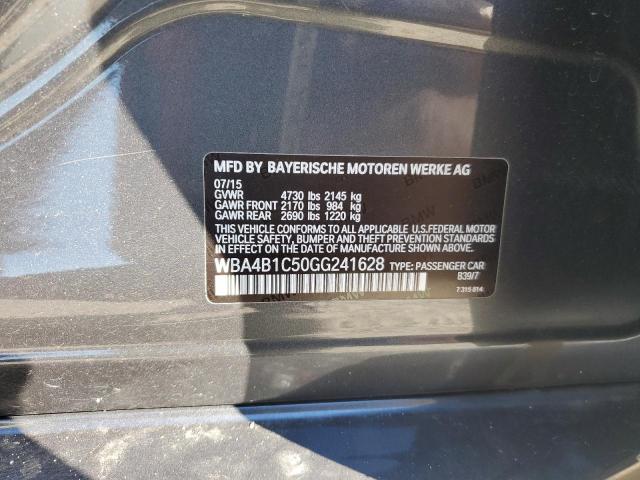 MFD BY BAYERISCHE MOTOREN WERKE AG
07/15
GVWR 4730 lbs 2145 kg
GAWR FRONT 2170 lbs 984 kg
GAWR REAR 2690 lbs 1220 kg
THIS VEHICLE CONFORMS TO ALL APPLICABLE U.S.FEDERAL MOTOR
VEHICLE SAFETY, BUMPER AND THEFT PREVENTION STANDARDS
IN EFFECT ON THE DATE OF MANUFACTURE SHOWN ABOVE.
WBA4B1C50GG241628 TYPE: PASSENGER CAR
839/7
7 315 814